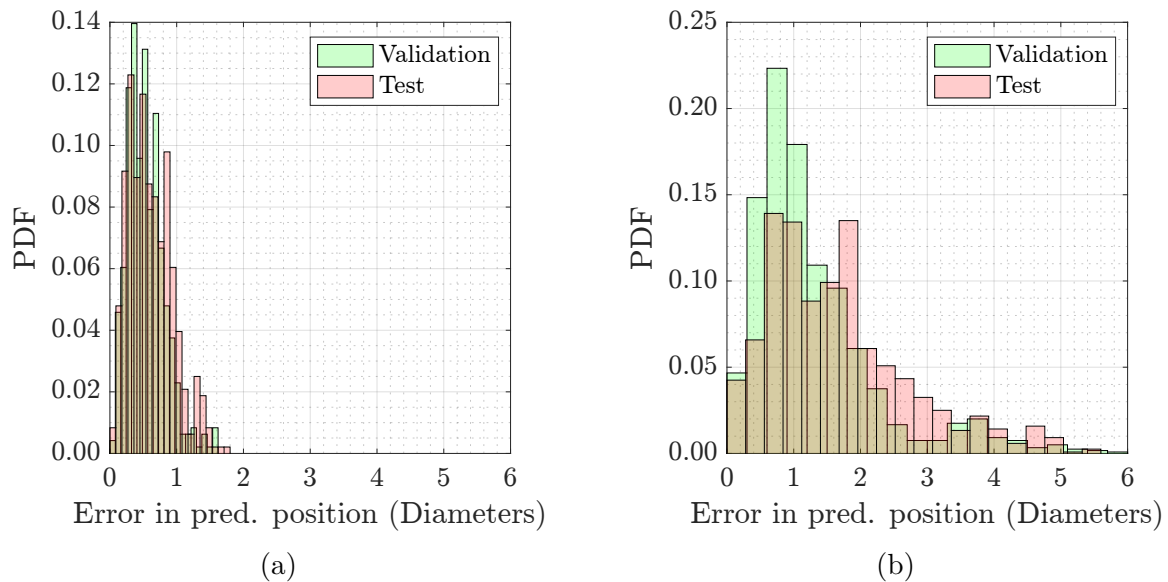 0.14
0.12
0.10
0.08
0.06
0.04
0.02
0.00
PDF
Validation
Test
0 1 2 3 4 5 6
Error in pred. position (Diameters)
(a)
0.25
0.20
0.15
0.10
0.05
0.00
PDF
Validation
Test
0 1 2 3 4 5 6
Error in pred. position (Diameters)
(b)